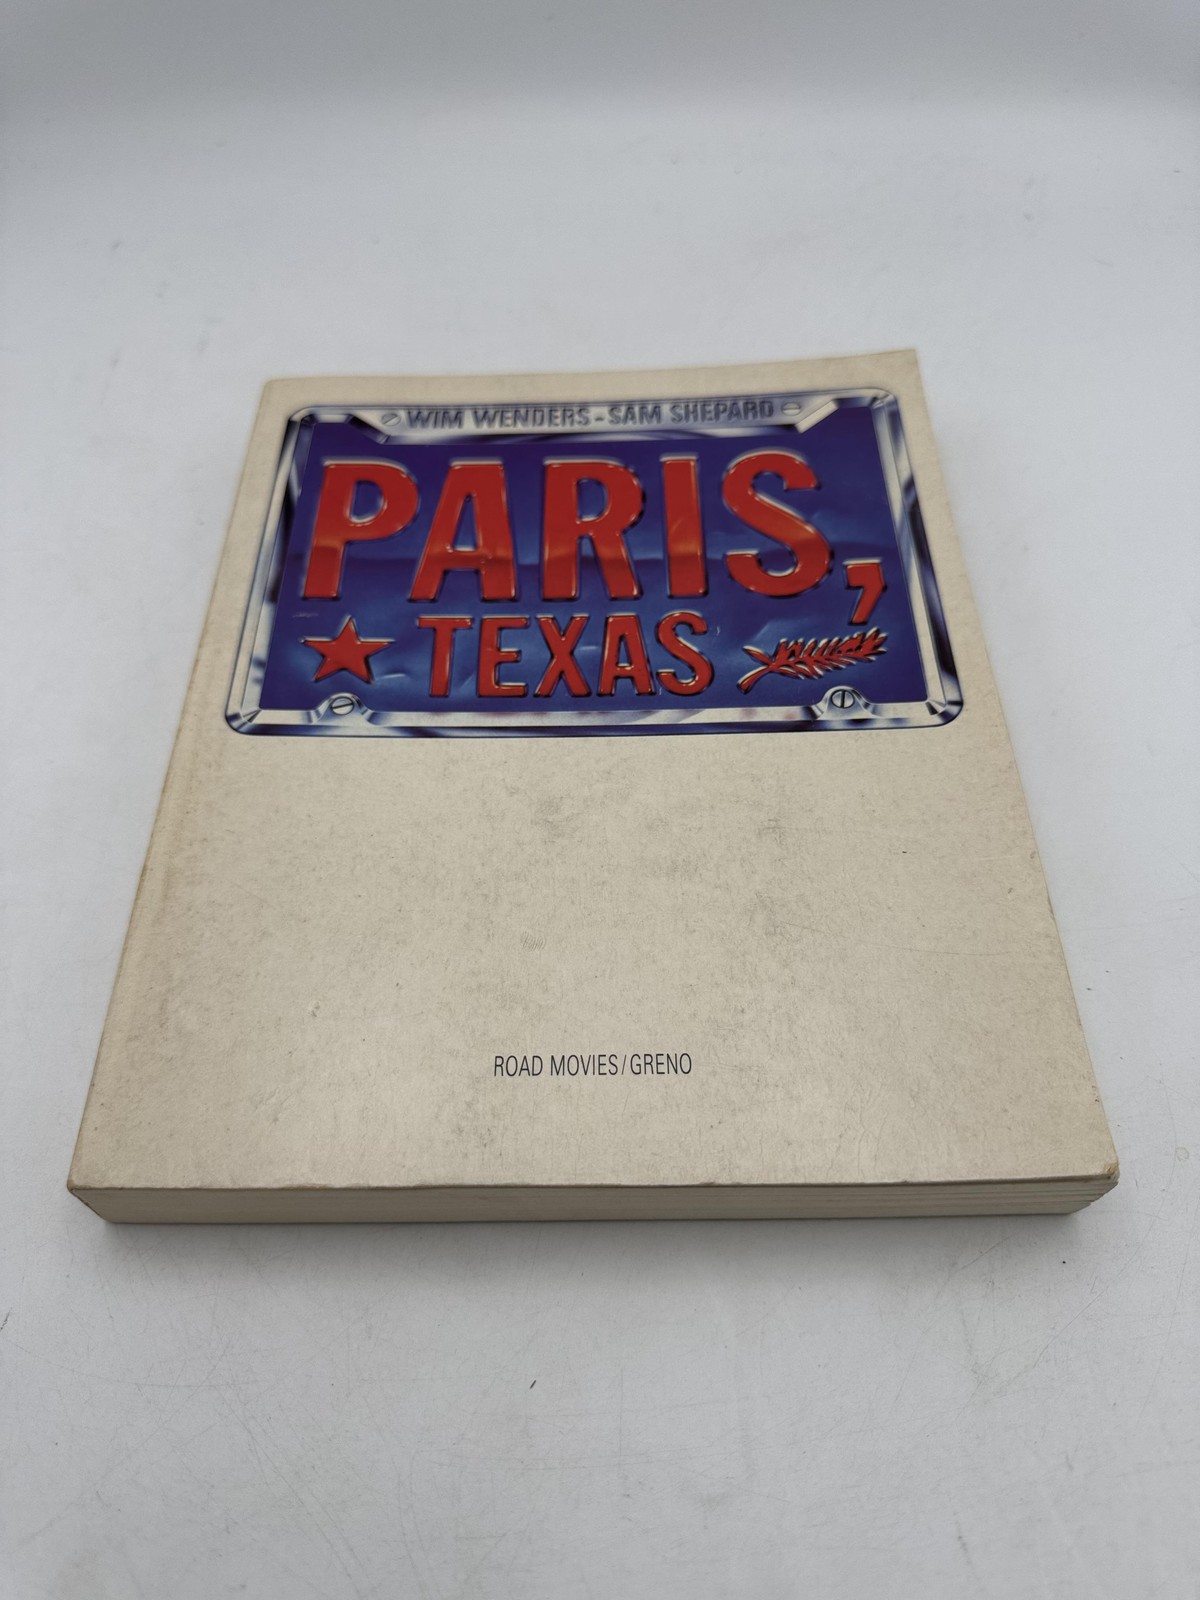 WIM WENDERS-SAM SHEPARD
PARIS,
TEXAS
ROAD MOVIES/GRENO